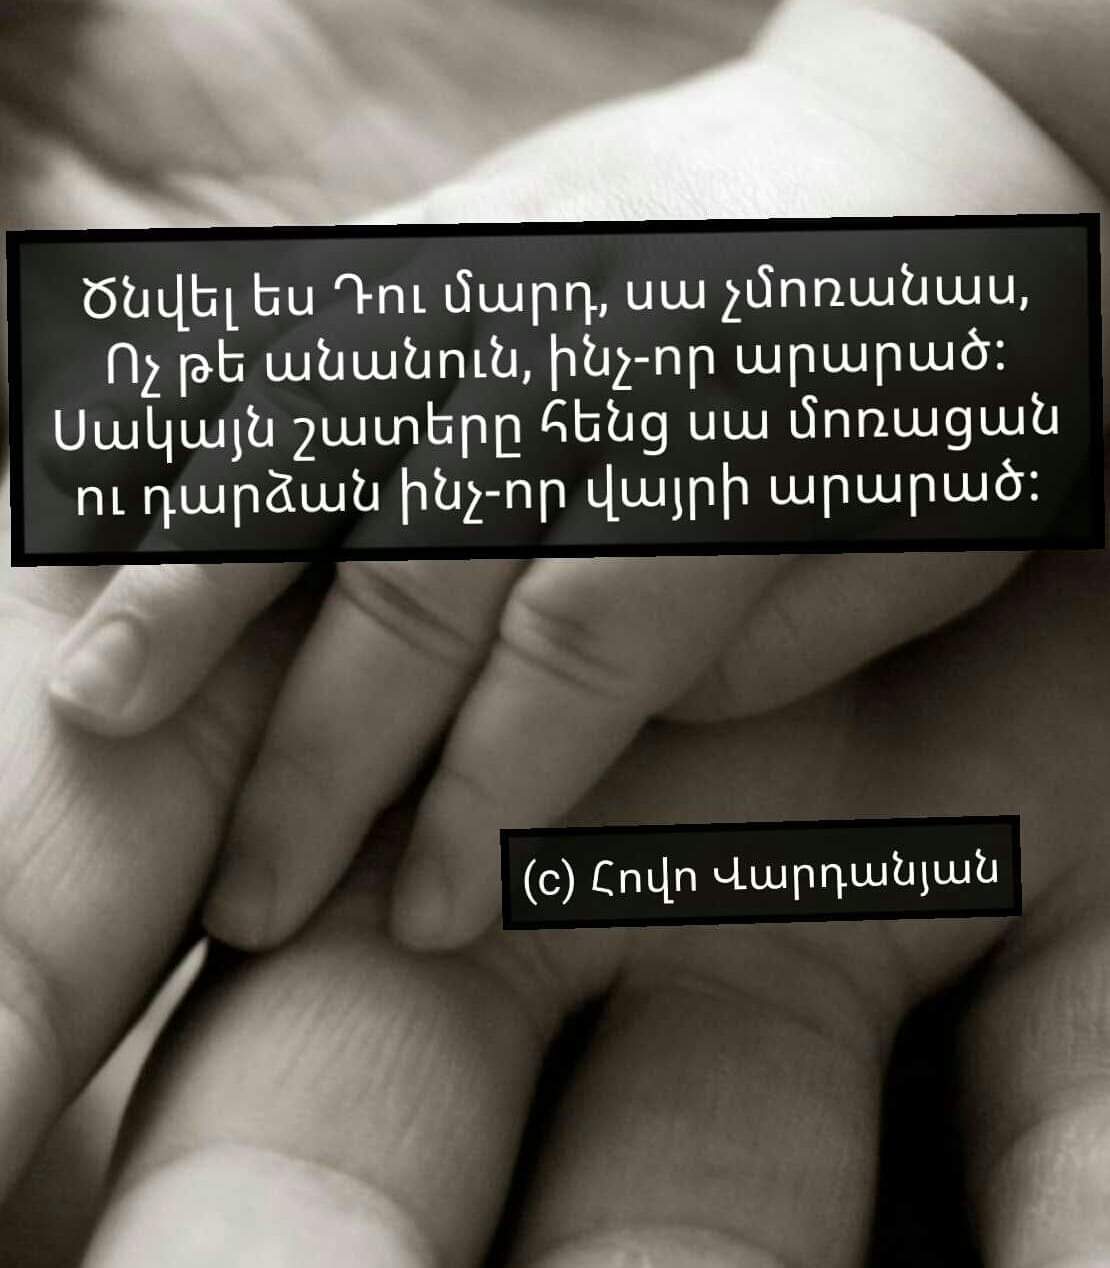 Ծնվել ես Դու մարդ, սա չմոռանաս,
Ոչ թե անանուն, ինչ-որ արարած:
Սակայն շատերը հենց սա մոռացան
ու դարձան ինչ-որ վայրի արարած:
(c) Հովո Վարդանյան